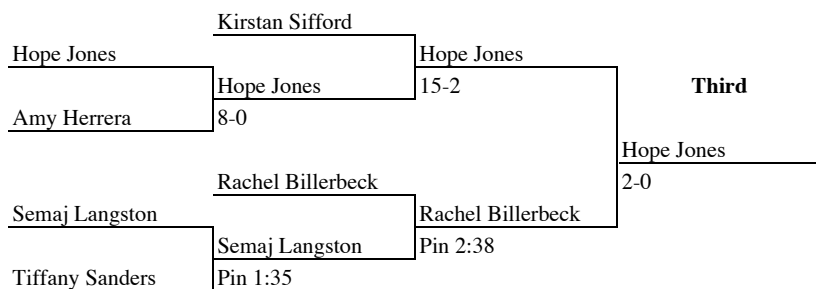 Kirstan Sifford
Hope Jones
Hope Jones
Hope Jones
15-2
Third
Amy Herrera
8-0
Hope Jones
2-0
Rachel Billerbeck
Semaj Langston
Rachel Billerbeck
Semaj Langston
Pin 2:38
Tiffany Sanders
Pin 1:35